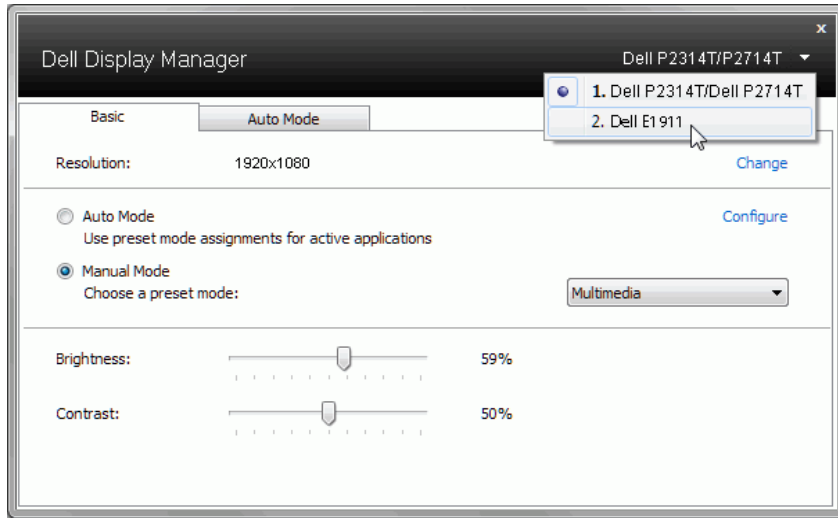 x
Dell Display Manager
Dell P2314T/P2714T
1. Dell P2314T/Dell P2714T
2. Dell E1911
Basic
Auto Mode
Resolution:
1920x1080
Change
Auto Mode
Configure
Use preset mode assignments for active applications
Manual Mode
Choose a preset mode:
Multimedia
Brightness:
59%
Contrast:
50%